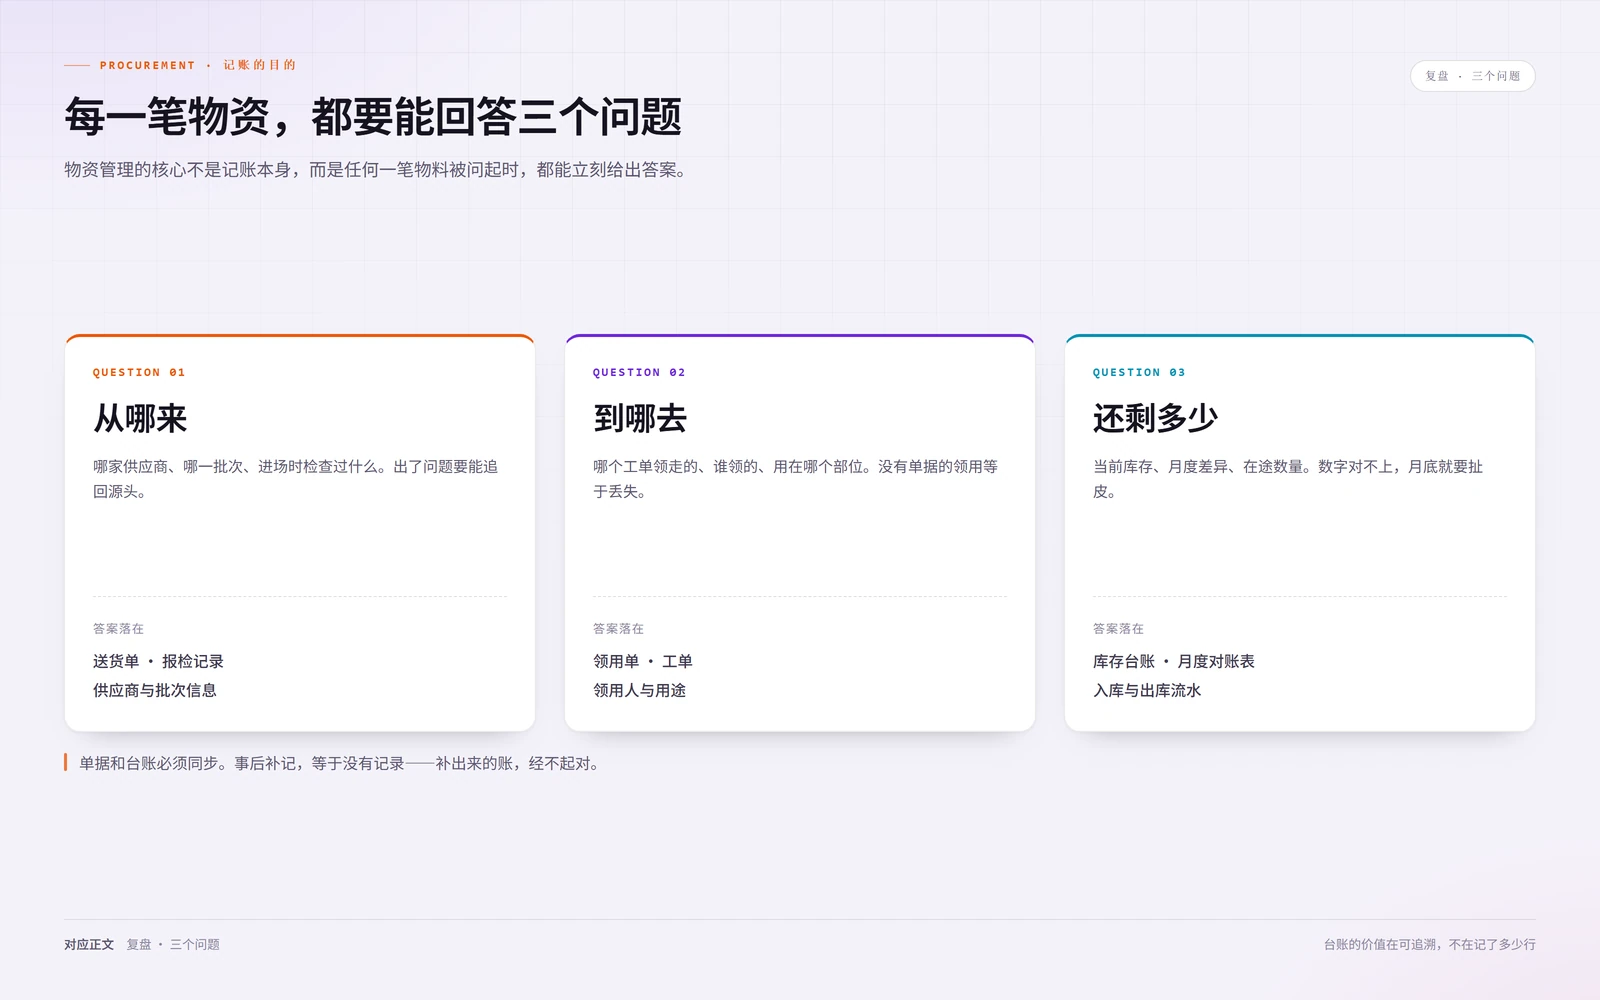 PROCUREMENT · 记账的目的
复盘 · 三个问题
每一笔物资，都要能回答三个问题
物资管理的核心不是记账本身，而是任何一笔物料被问起时，都能立刻给出答案。
QUESTION 01
从哪来
哪家供应商、哪一批次、进场时检查过什么。出了问题要能追
回源头。
答案落在
送货单 · 报检记录
供应商与批次信息
QUESTION 02
到哪去
哪个工单领走的、谁领的、用在哪个部位。没有单据的领用等
于丢失。
答案落在
领用单 · 工单
领用人与用途
QUESTION 03
还剩多少
当前库存、月度差异、在途数量。数字对不上，月底就要扯
皮。
答案落在
库存台账 · 月度对账表
入库与出库流水
单据和台账必须同步。事后补记，等于没有记录——补出来的账，经不起对。
对应正文 复盘 · 三个问题
台账的价值在可追溯，不在记了多少行